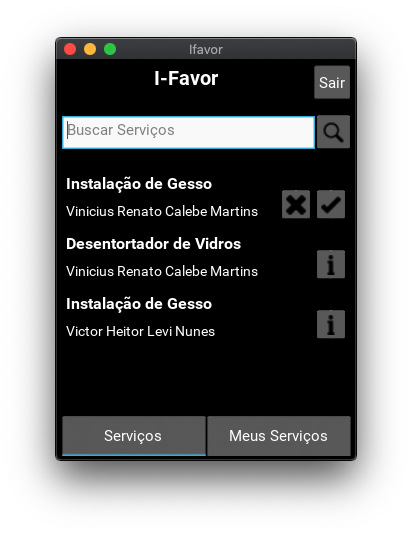 Ifavor
I-Favor
Sair
Buscar Serviços
Instalação de Gesso
Vinicius Renato Calebe Martins
Desentortador de Vidros
Vinicius Renato Calebe Martins
Instalação de Gesso
Victor Heitor Levi Nunes
Serviços
Meus Serviços